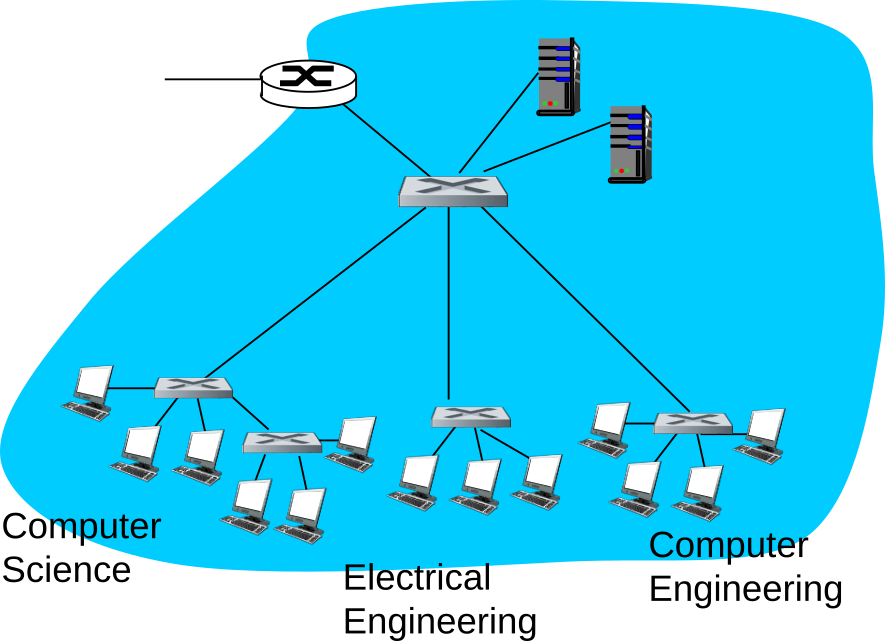 Computer
Science
Electrical
Engineering
Computer
Engineering